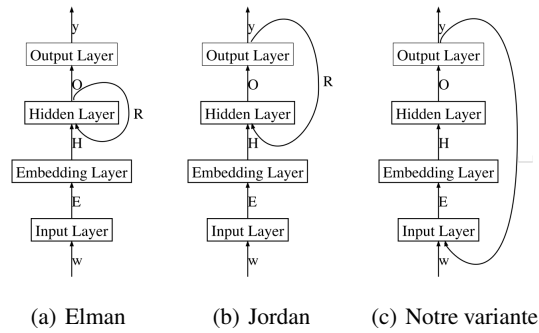 y
Output Layer
O
Hidden Layer
R
H
Embedding Layer
E
Input Layer
w
(a) Elman
y
Output Layer
O
Hidden Layer
R
H
Embedding Layer
E
Input Layer
w
(b) Jordan
y
Output Layer
O
Hidden Layer
H
Embedding Layer
E
Input Layer
w
(c) Notre variante